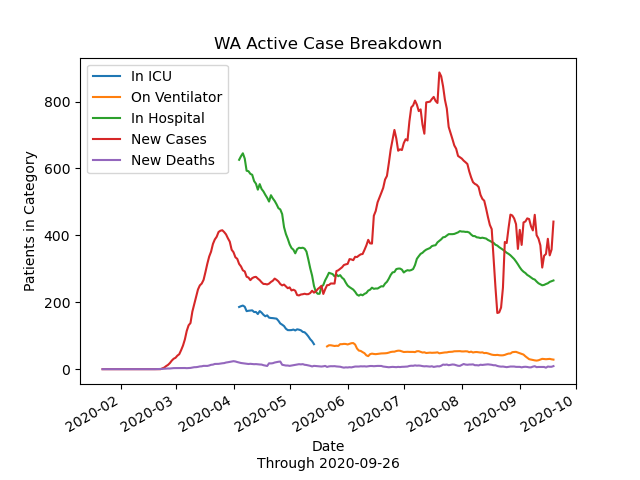 WA Active Case Breakdown
In ICU
On Ventilator
In Hospital
New Cases
New Deaths
Patients in Category
800
600
400
200
0
2020-02
2020-03
2020-04
2020-05
2020-06
2020-07
2020-08
2020-09
2020-10
Date
Through 2020-09-26